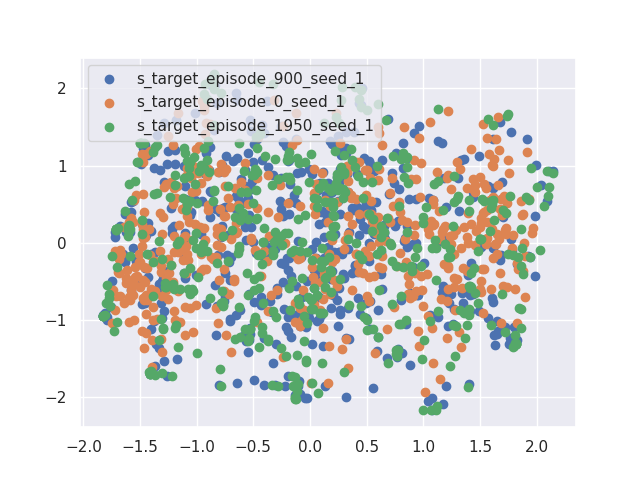 s_target_episode_900_seed_1
s_target_episode_0_seed_1
s_target_episode_1950_seed_1
2
1
0
−1
−2
−2.0 −1.5 −1.0 −0.5 0.0 0.5 1.0 1.5 2.0